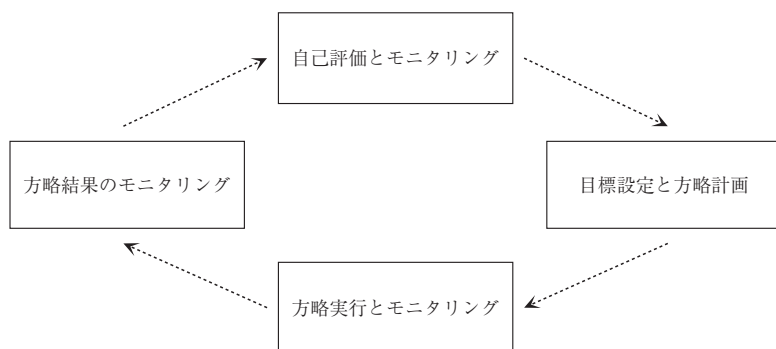 自己評価とモニタリング
方略結果のモニタリング
目標設定と方略計画
方略実行とモニタリング